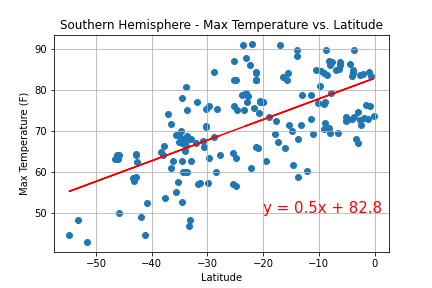 Southern Hemisphere - Max Temperature vs. Latitude
Max Temperature (F)
90
80
70
60
50
y = 0.5x + 82.8
−50 −40 −30 −20 −10 0
Latitude